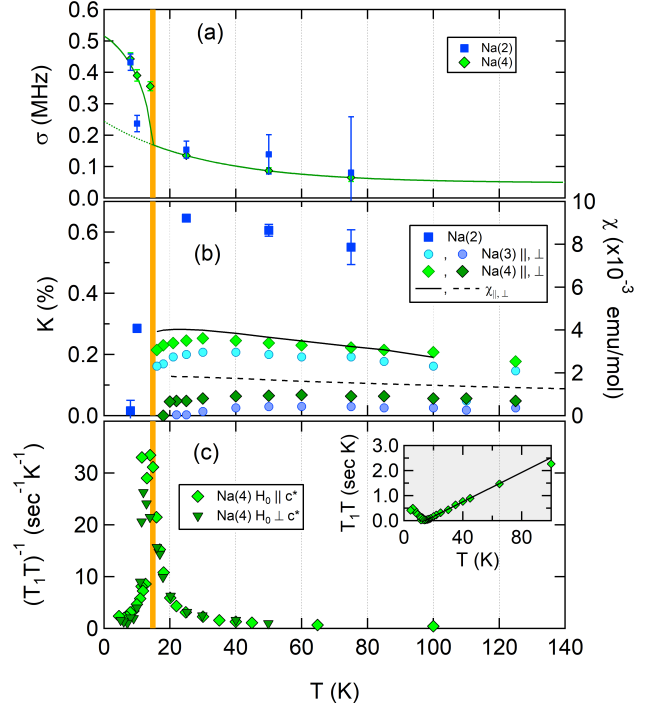 0.6
0.5
0.4
0.3
0.2
0.1
0.0
σ (MHz)
(a)
Na(2)
Na(4)
0.6
0.4
0.2
0.0
K (%)
(b)
Na(2)
, Na(3) ||, ⊥
, Na(4) ||, ⊥
, χ||,⊥
10
8
6
4
2
0
χ (x10⁻³ emu/mol)
30
20
10
0
(T₁T)⁻¹ (sec⁻¹K⁻¹)
(c)
Na(4) H₀ || c*
Na(4) H₀ ⊥ c*
3.0
2.5
2.0
1.5
1.0
0.5
0.0
T₁T (sec K)
0 40 80
T (K)
0 20 40 60 80 100 120 140
T (K)